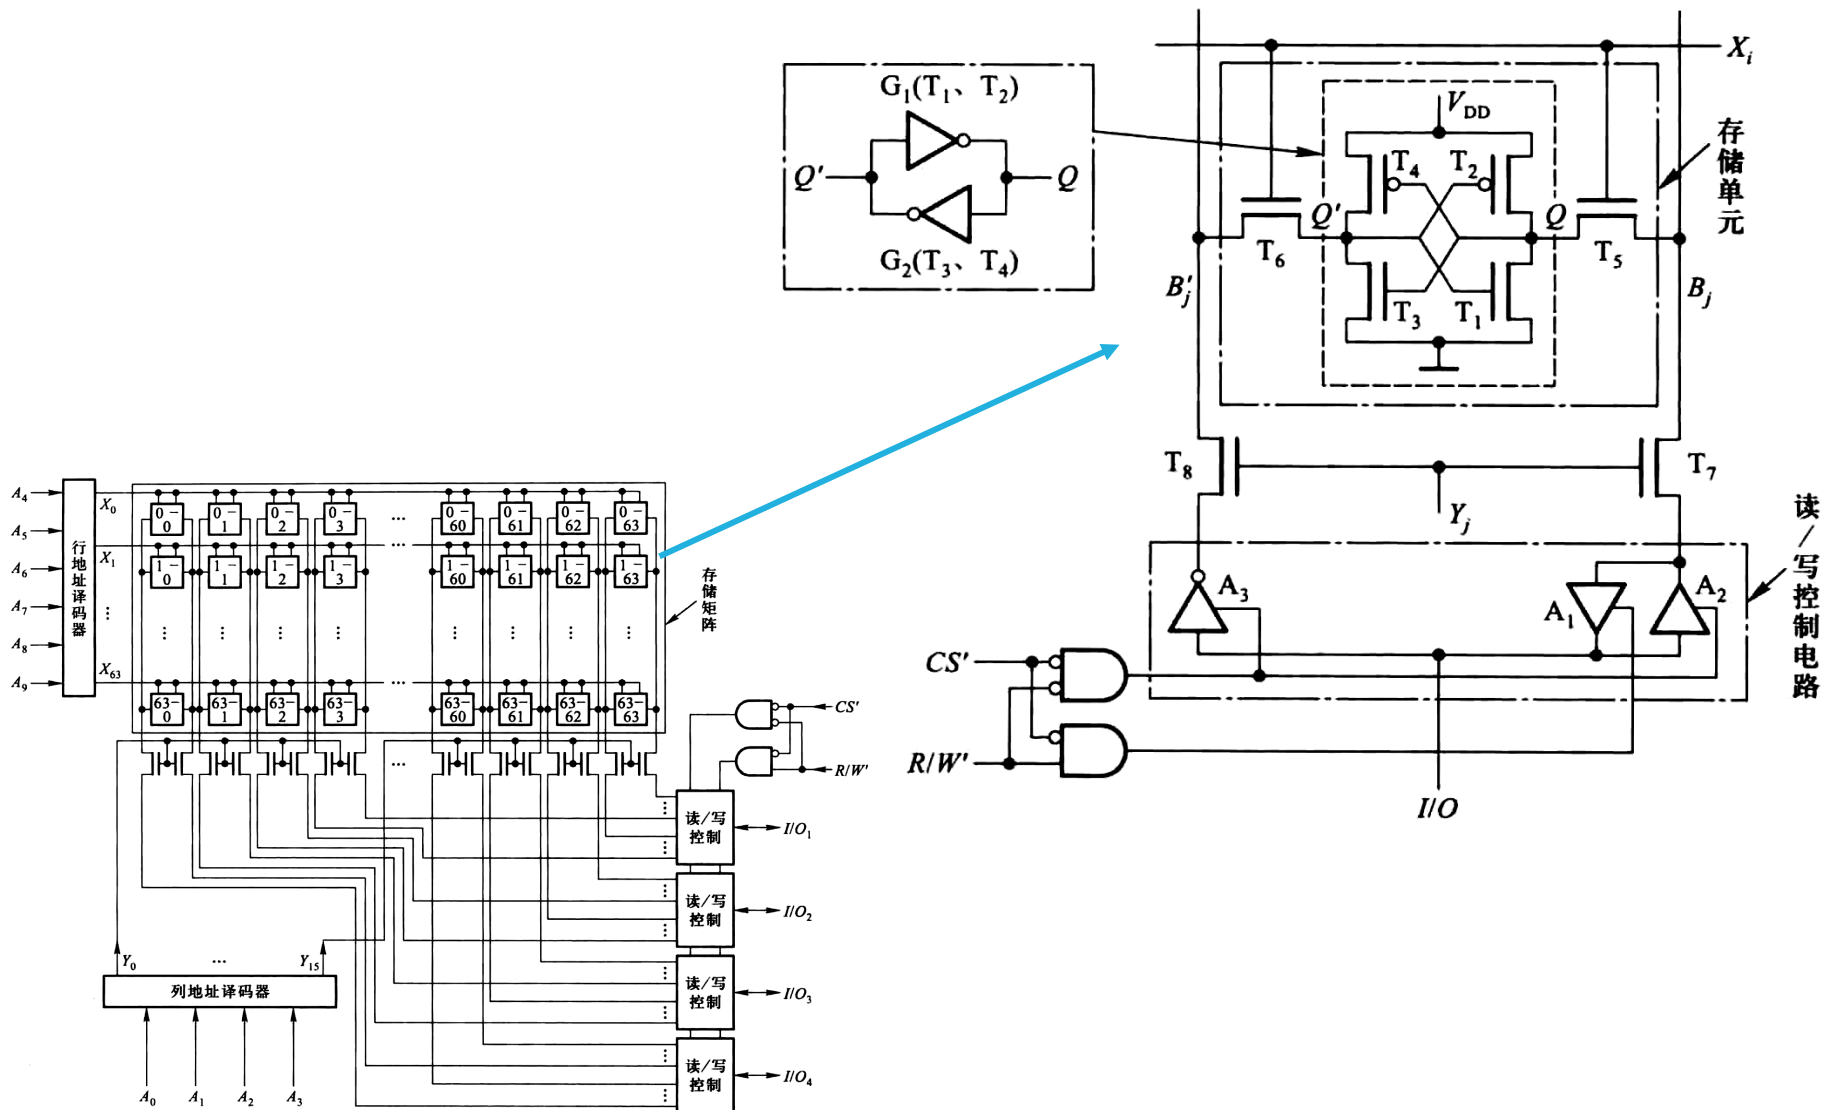 X_i
G₁(T₁、T₂)
V_DD
存储单元
T₄ T₂
Q′ Q
Q′ Q
T₆ T₅
G₂(T₃、T₄)
B′_j B_j
T₃ T₁
T₈ T₇
Y_j
读/写控制电路
A₃ A₁ A₂
CS′
R/W′
I/O
A₄
A₅
A₆
A₇
A₈
A₉
行地址译码器
X₀
X₁
⋮
X₆₃
0-0 0-1 0-2 0-3 ··· 0-60 0-61 0-62 0-63
1-0 1-1 1-2 1-3 ··· 1-60 1-61 1-62 1-63
⋮ ⋮ ⋮ ⋮ ⋮ ⋮ ⋮ ⋮
63-0 63-1 63-2 63-3 ··· 63-60 63-61 63-62 63-63
存储矩阵
CS′
R/W′
···
读/写控制 I/O₁
读/写控制 I/O₂
读/写控制 I/O₃
读/写控制 I/O₄
Y₀ ··· Y₁₅
列地址译码器
A₀ A₁ A₂ A₃